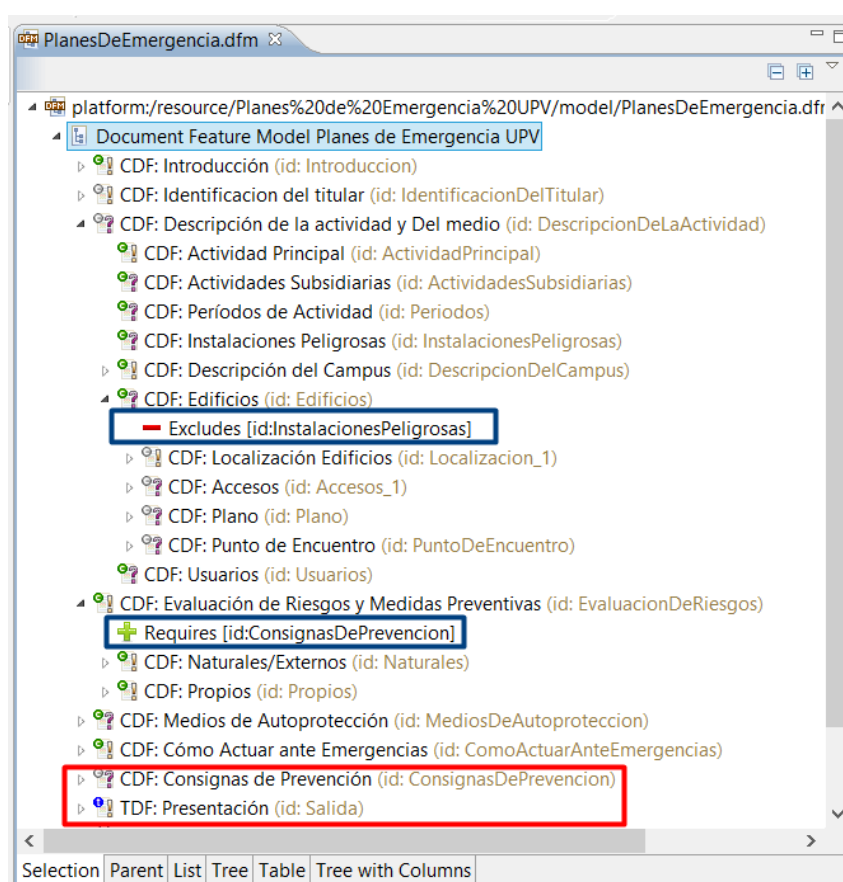 PlanesDeEmergencia.dfm
platform:/resource/Planes%20de%20Emergencia%20UPV/model/PlanesDeEmergencia.dfm
Document Feature Model Planes de Emergencia UPV
CDF: Introducción (id: Introduccion)
CDF: Identificacion del titular (id: IdentificacionDelTitular)
CDF: Descripción de la actividad y Del medio (id: DescripcionDeLaActividad)
CDF: Actividad Principal (id: ActividadPrincipal)
CDF: Actividades Subsidiarias (id: ActividadesSubsidiarias)
CDF: Períodos de Actividad (id: Periodos)
CDF: Instalaciones Peligrosas (id: InstalacionesPeligrosas)
CDF: Descripción del Campus (id: DescripcionDelCampus)
CDF: Edificios (id: Edificios)
Excludes [id:InstalacionesPeligrosas]
CDF: Localización Edificios (id: Localizacion_1)
CDF: Accesos (id: Accesos_1)
CDF: Plano (id: Plano)
CDF: Punto de Encuentro (id: PuntoDeEncuentro)
CDF: Usuarios (id: Usuarios)
CDF: Evaluación de Riesgos y Medidas Preventivas (id: EvaluacionDeRiesgos)
Requires [id:ConsignasDePrevencion]
CDF: Naturales/Externos (id: Naturales)
CDF: Propios (id: Propios)
CDF: Medios de Autoprotección (id: MediosDeAutoproteccion)
CDF: Cómo Actuar ante Emergencias (id: ComoActuarAnteEmergencias)
CDF: Consignas de Prevención (id: ConsignasDePrevencion)
TDF: Presentación (id: Salida)
Selection Parent List Tree Table Tree with Columns